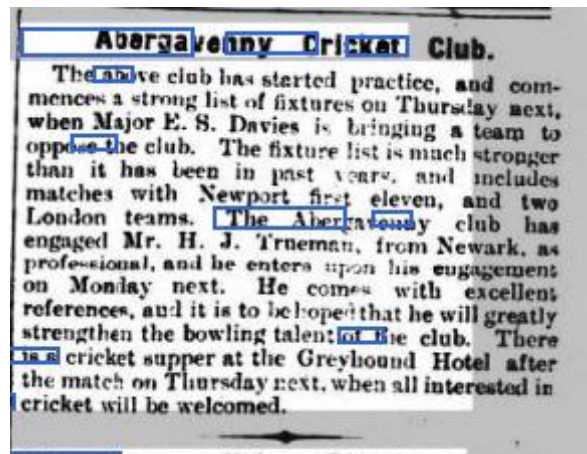 Abergavenny Cricket Club.
The above club has started practice, and com-
mences a strong list of fixtures on Thursday next,
when Major E. S. Davies is bringing a team to
oppose the club. The fixture list is much stronger
than it has been in past years, and includes
matches with Newport first eleven, and two
London teams. The Abergavenny club has
engaged Mr. H. J. Trueman, from Newark, as
professional, and he enters upon his engagement
on Monday next. He comes with excellent
references, and it is to be hoped that he will greatly
strengthen the bowling talent of the club. There
is a cricket supper at the Greyhound Hotel after
the match on Thursday next, when all interested in
cricket will be welcomed.